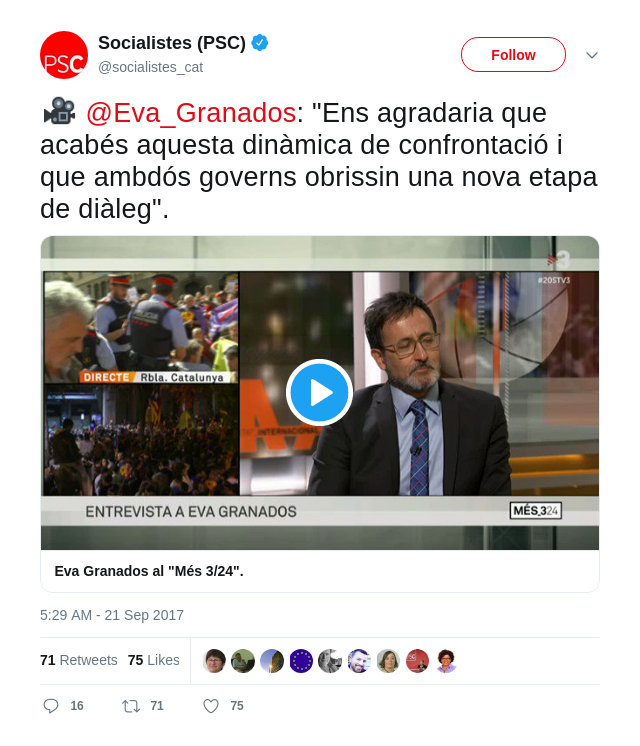 Socialistes (PSC)
@socialistes_cat
Follow
PSC
@Eva_Granados: "Ens agradaria que
acabés aquesta dinàmica de confrontació i
que ambdós governs obrissin una nova etapa
de diàleg".
3
#20STV3
DIRECTE / Rbla. Catalunya
INTERNACIONAL
ENTREVISTA A EVA GRANADOS
MÉS 324
Eva Granados al "Més 3/24".
5:29 AM - 21 Sep 2017
71 Retweets 75 Likes
16 71 75